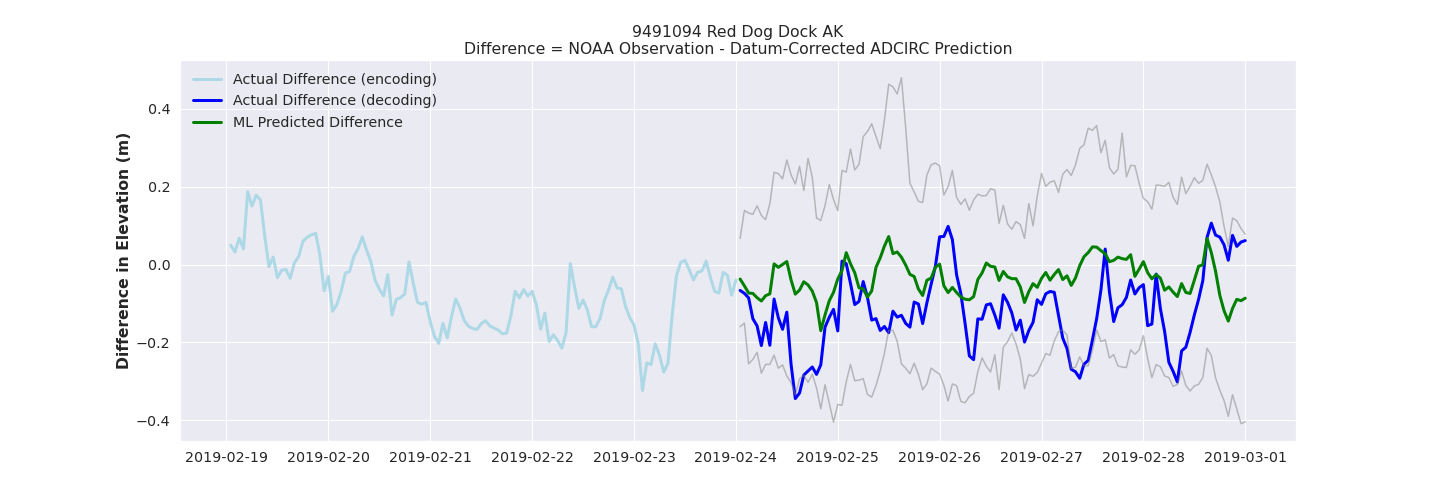 9491094 Red Dog Dock AK
Difference = NOAA Observation - Datum-Corrected ADCIRC Prediction
Actual Difference (encoding)
Actual Difference (decoding)
ML Predicted Difference
Difference in Elevation (m)
0.4
0.2
0.0
−0.2
−0.4
2019-02-19 2019-02-20 2019-02-21 2019-02-22 2019-02-23 2019-02-24 2019-02-25 2019-02-26 2019-02-27 2019-02-28 2019-03-01